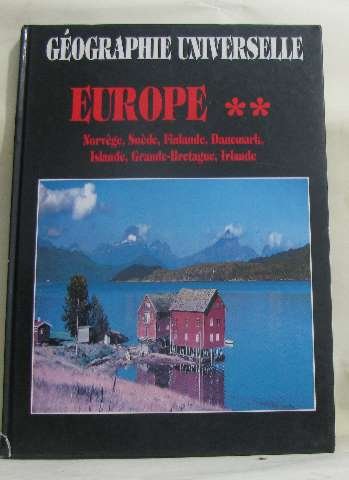 GÉOGRAPHIE UNIVERSELLE
EUROPE **
Norvège, Suède, Finlande, Danemark,
Islande, Grande-Bretagne, Irlande